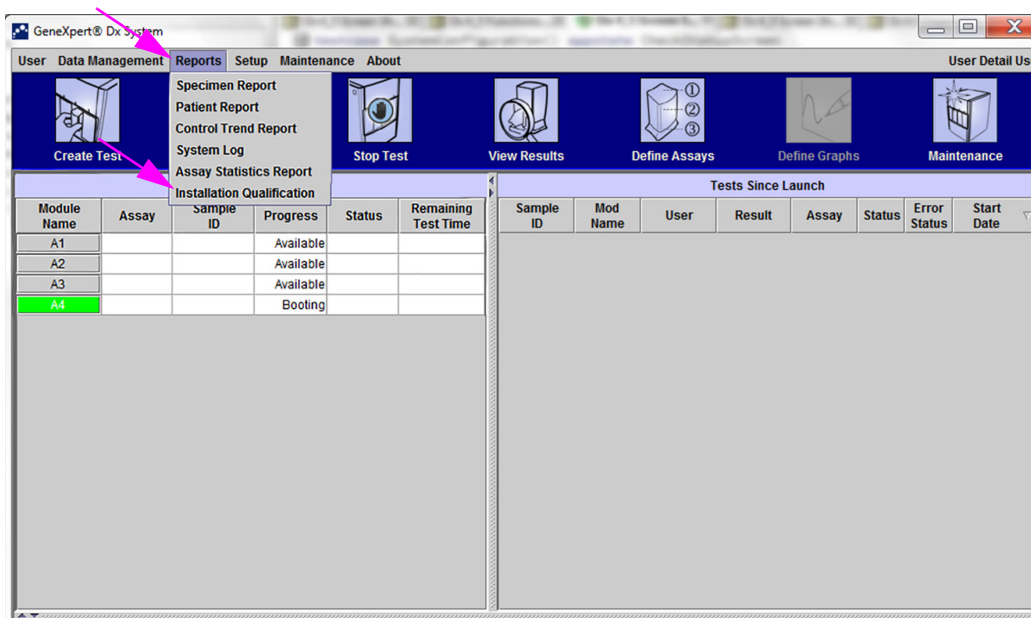 GeneXpert® Dx System
User Data Management Reports Setup Maintenance About User Detail Us
Specimen Report
Patient Report
Control Trend Report
System Log
Assay Statistics Report
Installation Qualification
Create Test Stop Test View Results Define Assays Define Graphs Maintenance
① ② ③
Tests Since Launch
Module Name Assay Sample ID Progress Status Remaining Test Time
Sample ID Mod Name User Result Assay Status Error Status Start Date
A1 Available
A2 Available
A3 Available
A4 Booting